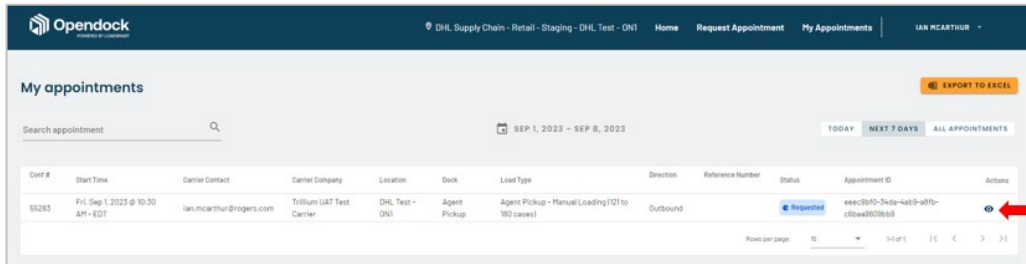 Opendock
POWERED BY LOADSMART
DHL Supply Chain - Retail - Staging - DHL Test - ON1 Home Request Appointment My Appointments IAN MCARTHUR
My appointments
EXPORT TO EXCEL
Search appointment
SEP 1, 2023 - SEP 8, 2023
TODAY NEXT 7 DAYS ALL APPOINTMENTS
Conf # Start Time Carrier Contact Carrier Company Location Dock Load Type Direction Reference Number Status Appointment ID Actions
55283 Fri, Sep 1, 2023 @ 10:30 ian.mcarthur@rogers.com Trillium UAT Test DHL Test - Agent Agent Pickup - Manual Loading (121 to Outbound Requested eeec9bf0-34da-4ab9-a8fb-
AM - EDT Carrier ON1 Pickup 180 cases) c6baa9609bb9
Rows per page: 15 1-1 of 1